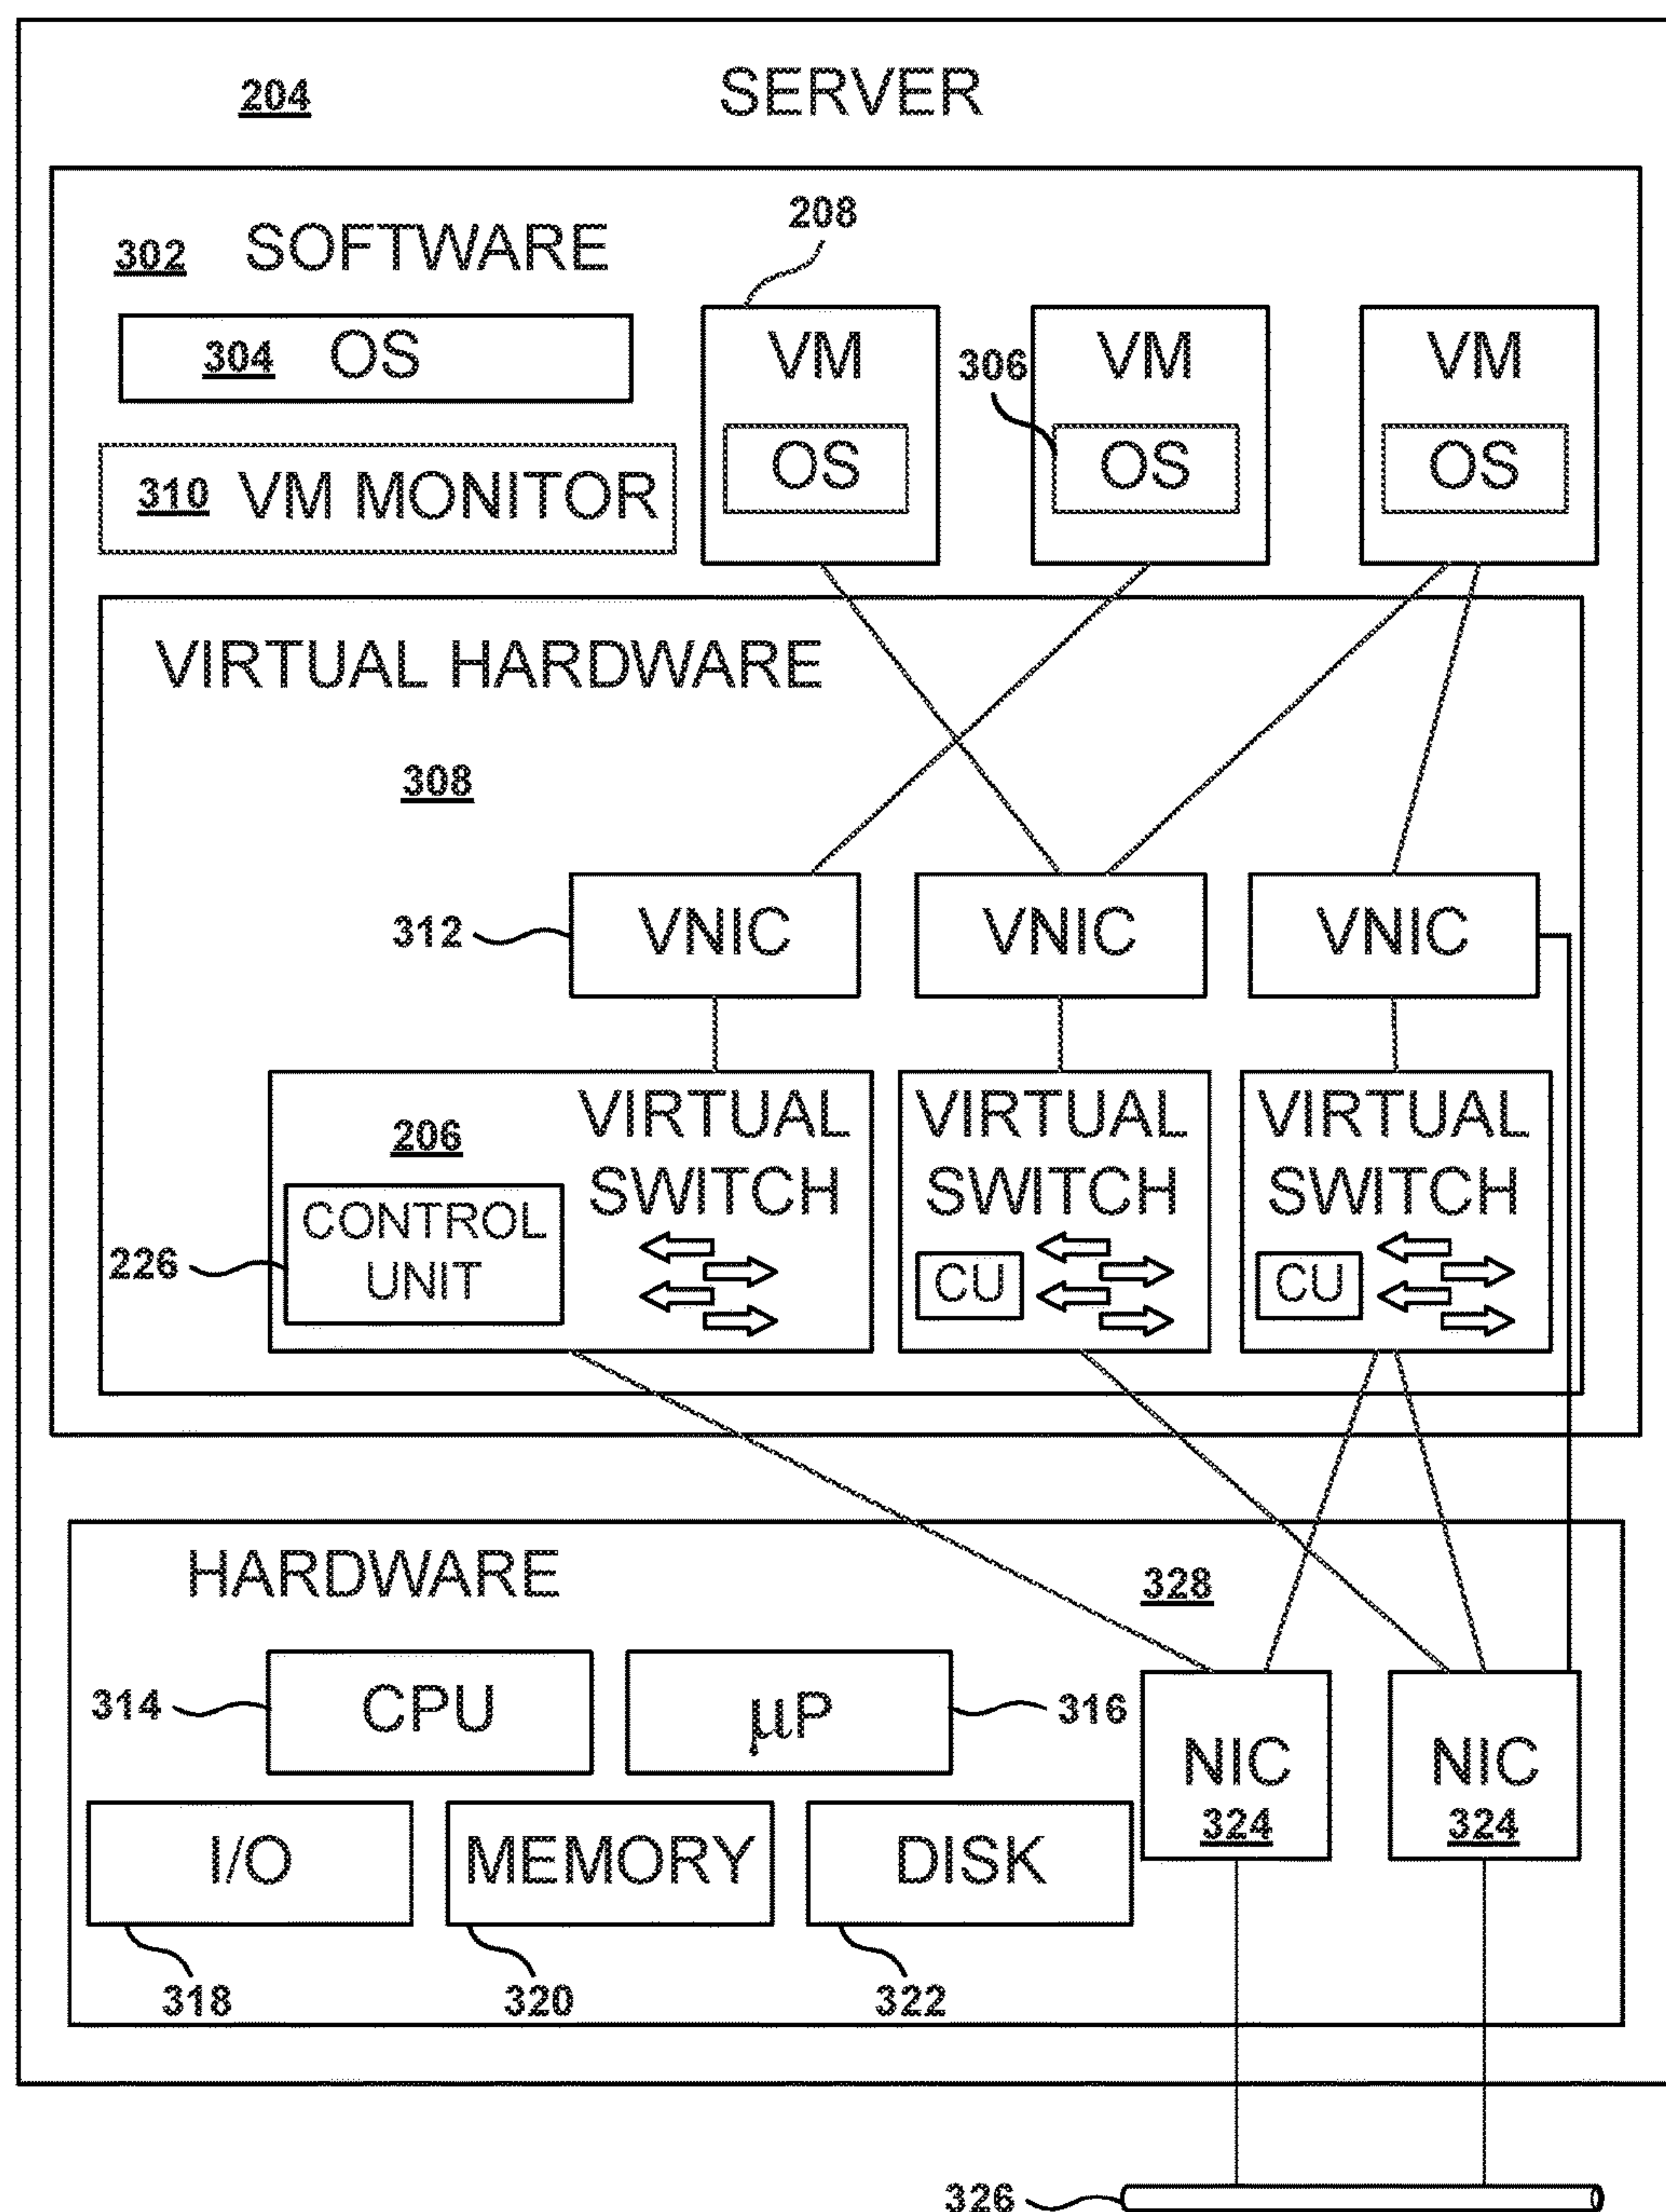 204 SERVER
208
302 SOFTWARE
304 OS
VM
306
VM
VM
310 VM MONITOR
OS
OS
OS
VIRTUAL HARDWARE
308
312
VNIC
VNIC
VNIC
206
VIRTUAL
SWITCH
226
CONTROL
UNIT
VIRTUAL
SWITCH
CU
VIRTUAL
SWITCH
CU
HARDWARE
328
314
CPU
µP
316
NIC
324
NIC
324
I/O
MEMORY
DISK
318
320
322
326